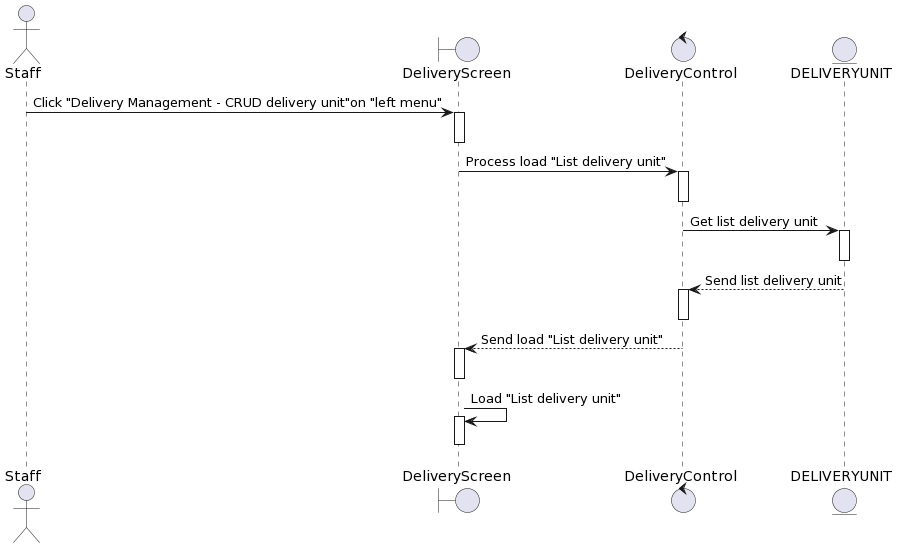 Staff
DeliveryScreen
DeliveryControl
DELIVERYUNIT
Click "Delivery Management - CRUD delivery unit"on "left menu"
Process load "List delivery unit"
Get list delivery unit
Send list delivery unit
Send load "List delivery unit"
Load "List delivery unit"
Staff
DeliveryScreen
DeliveryControl
DELIVERYUNIT